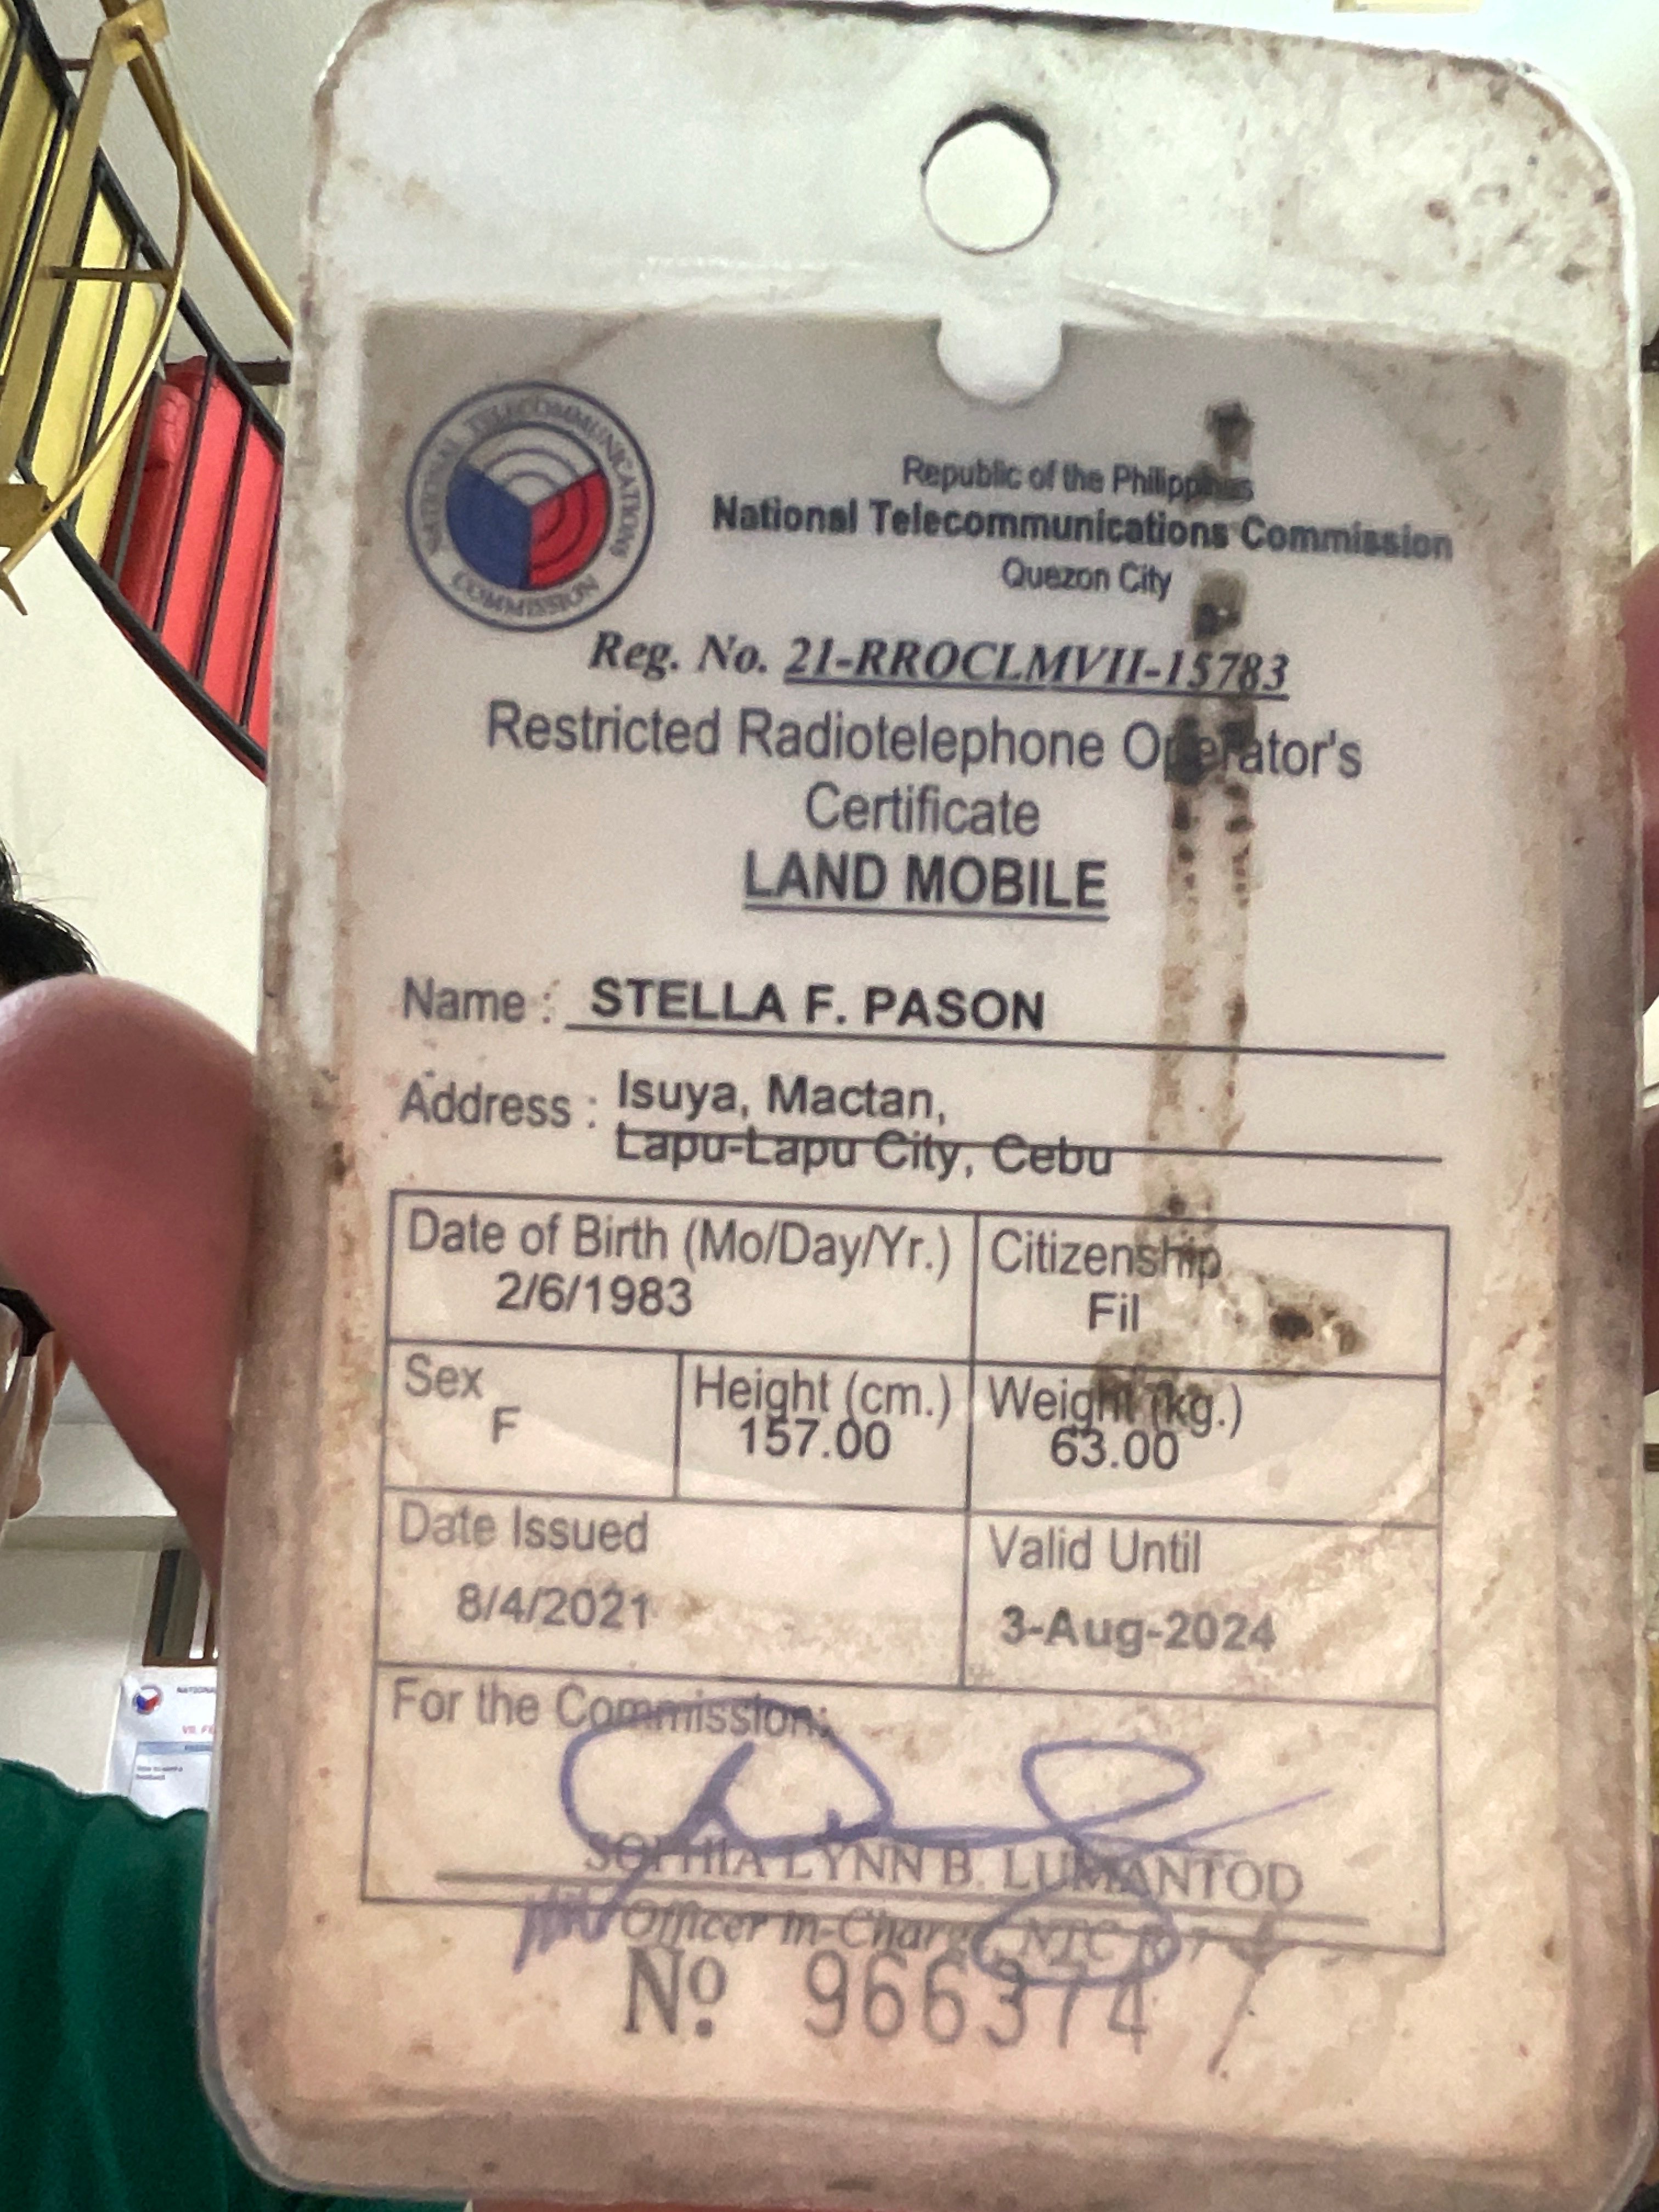 NATIONAL TELECOMMUNICATIONS
COMMISSION
Republic of the Philippines
National Telecommunications Commission
Quezon City
Reg. No. 21-RROCLMVII-15783
Restricted Radiotelephone Operator's
Certificate
LAND MOBILE
Name : STELLA F. PASON
Address : Isuya, Mactan,
Lapu-Lapu City, Cebu
Date of Birth (Mo/Day/Yr.) Citizenship
2/6/1983 Fil
Sex Height (cm.) Weight (kg.)
F 157.00 63.00
Date Issued Valid Until
8/4/2021 3-Aug-2024
For the Commission:
SOPHIA LYNN B. LUMANTOD
Officer In-Charge, NTC
No. 966374